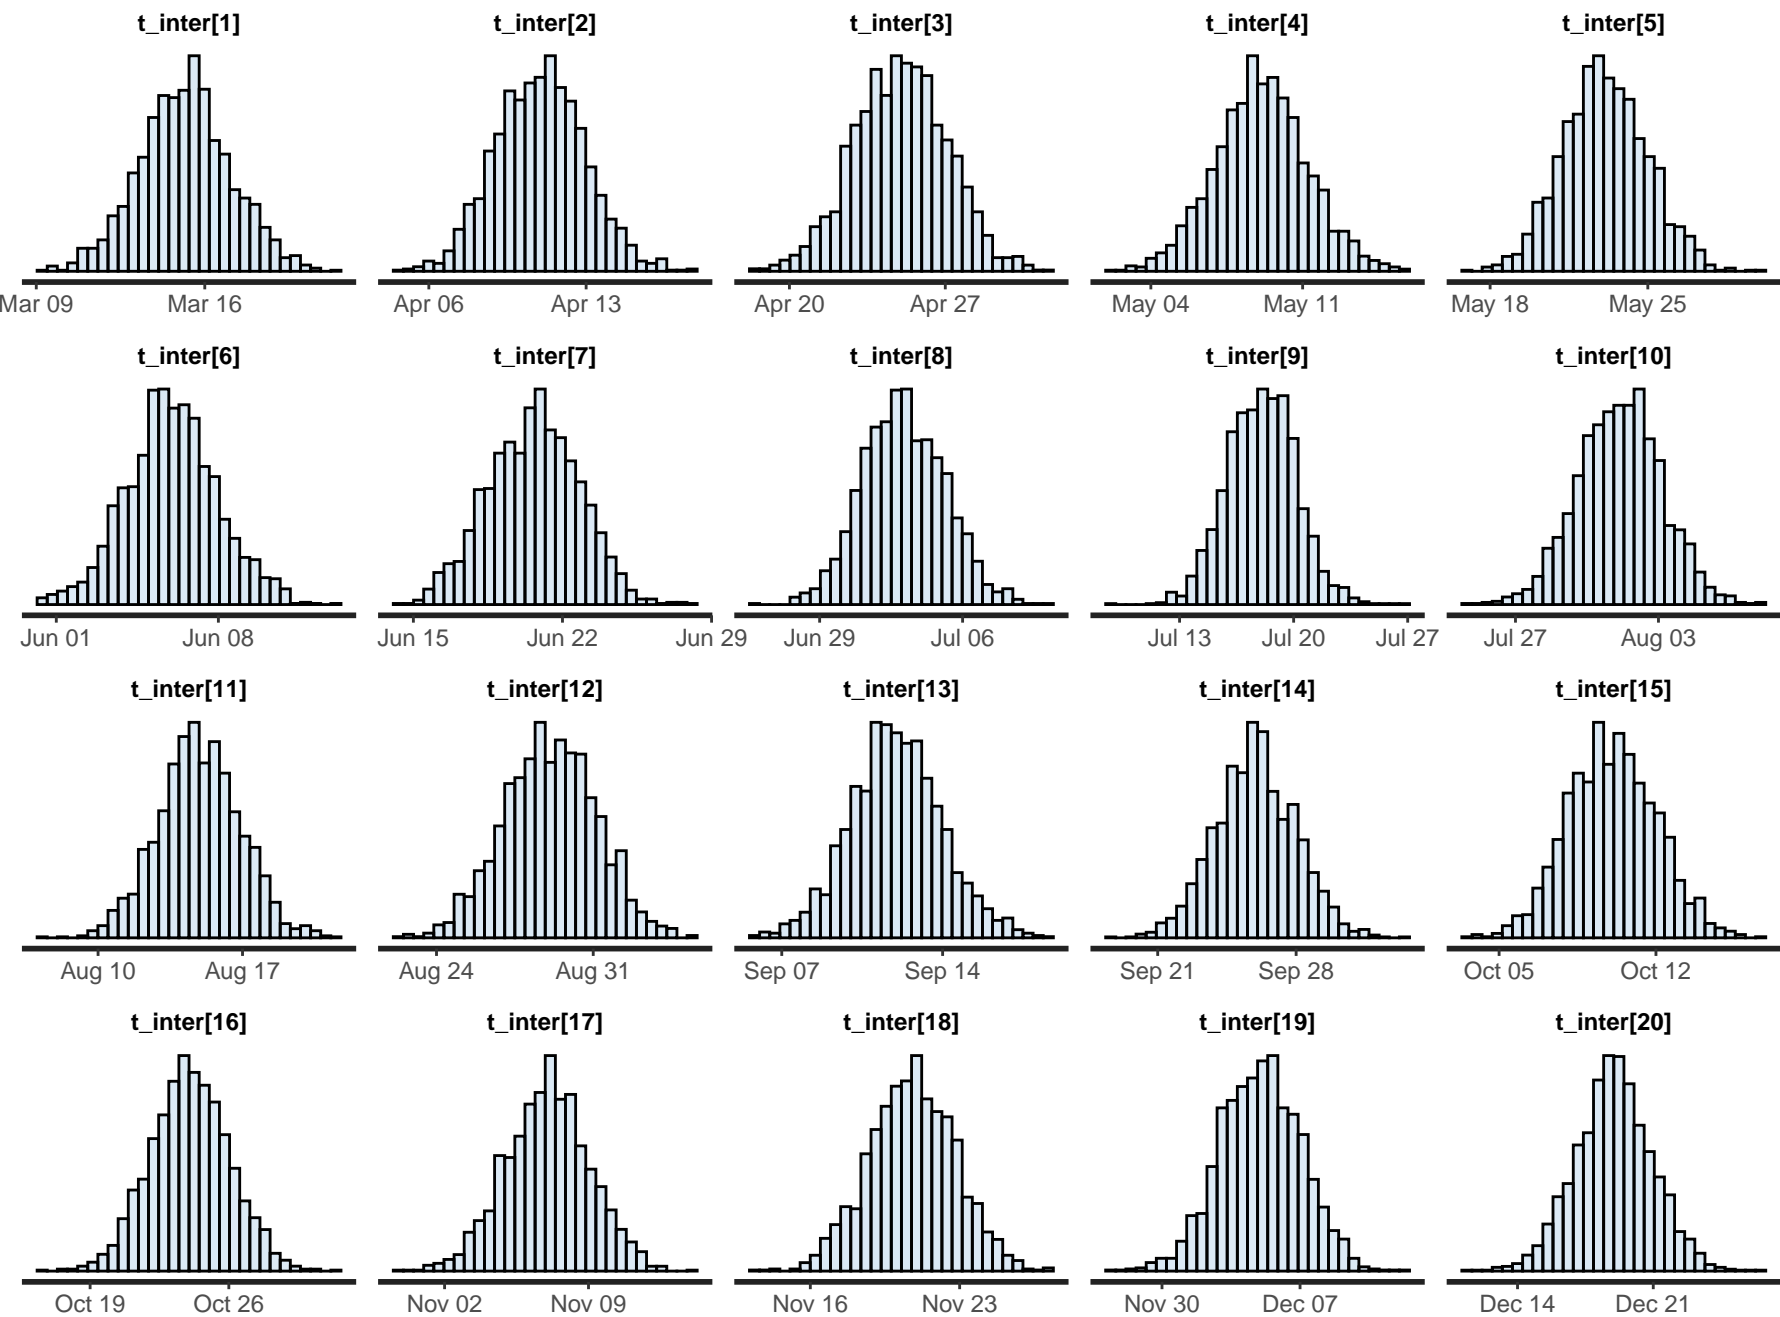 t_inter[1] t_inter[2] t_inter[3] t_inter[4] t_inter[5]
Mar 09 Mar 16 Apr 06 Apr 13 Apr 20 Apr 27 May 04 May 11 May 18 May 25
t_inter[6] t_inter[7] t_inter[8] t_inter[9] t_inter[10]
Jun 01 Jun 08 Jun 15 Jun 22 Jun 29 Jun 29 Jul 06 Jul 13 Jul 20 Jul 27 Jul 27 Aug 03
t_inter[11] t_inter[12] t_inter[13] t_inter[14] t_inter[15]
Aug 10 Aug 17 Aug 24 Aug 31 Sep 07 Sep 14 Sep 21 Sep 28 Oct 05 Oct 12
t_inter[16] t_inter[17] t_inter[18] t_inter[19] t_inter[20]
Oct 19 Oct 26 Nov 02 Nov 09 Nov 16 Nov 23 Nov 30 Dec 07 Dec 14 Dec 21